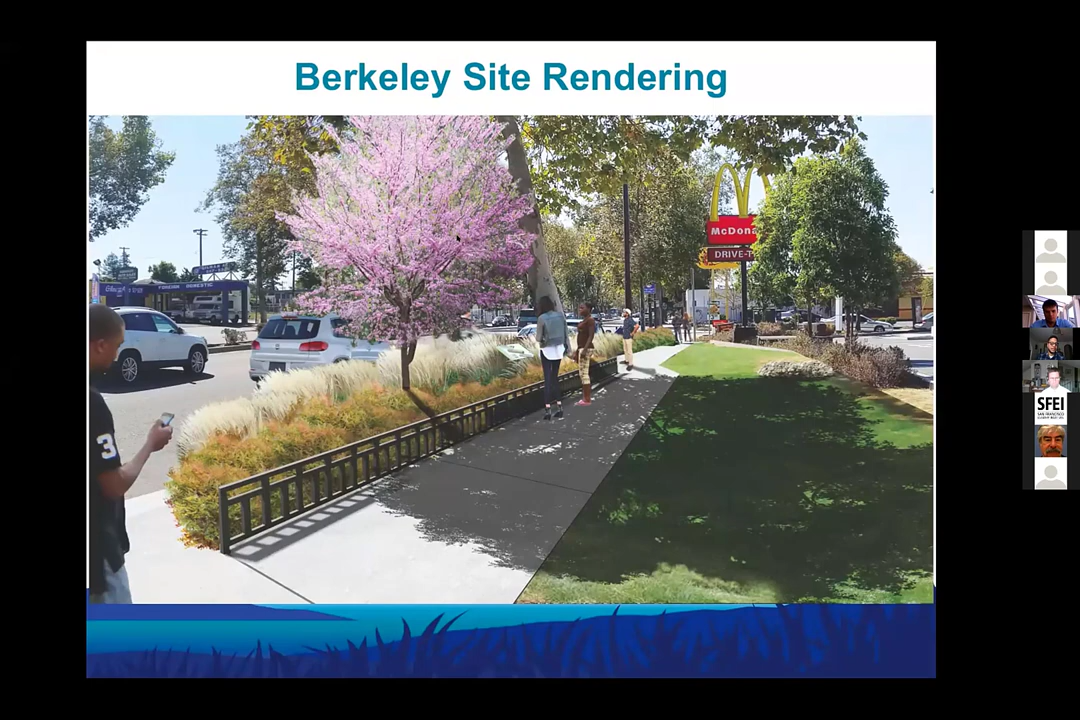 Berkeley Site Rendering
McDona
DRIVE-T
FOREIGN DOMESTIC
3
SFEI